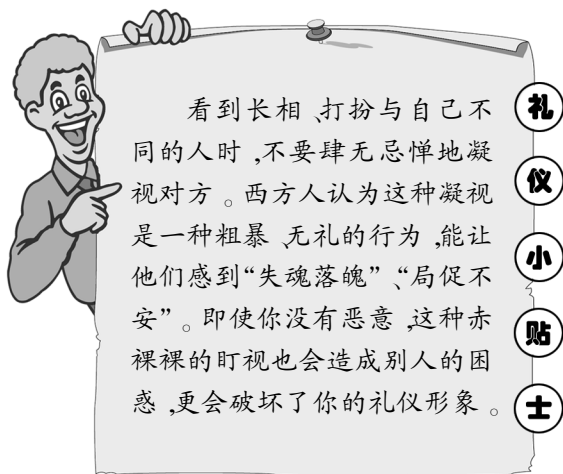 看到长相、打扮与自己不
同的人时,不要肆无忌惮地凝
视对方。西方人认为这种凝视
是一种粗暴、无礼的行为,能让
他们感到“失魂落魄”、“局促不
安”。即使你没有恶意,这种赤
裸裸的盯视也会造成别人的困
惑,更会破坏了你的礼仪形象。
礼
仪
小
贴
士